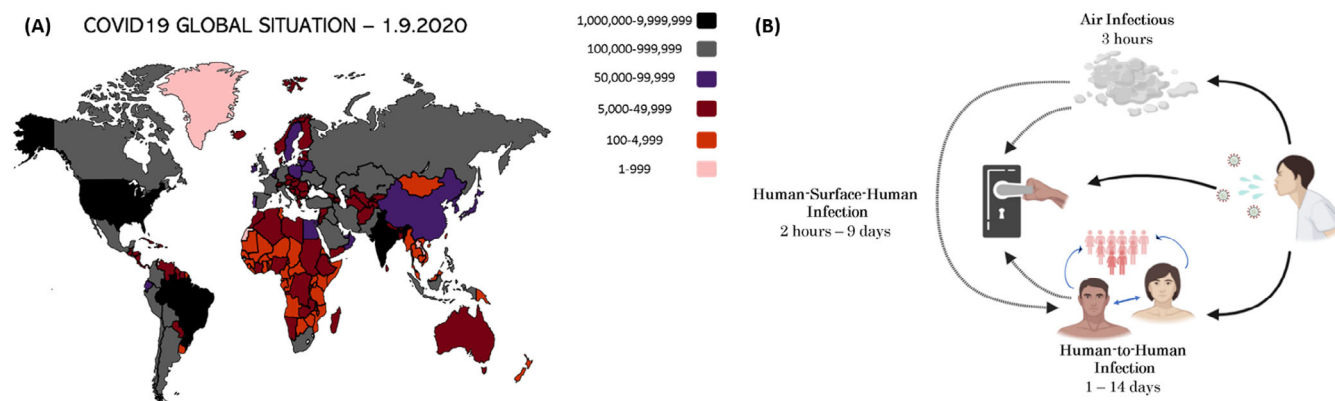 (A)
COVID19 GLOBAL SITUATION – 1.9.2020
1,000,000-9,999,999
100,000-999,999
50,000-99,999
5,000-49,999
100-4,999
1-999
(B)
Air Infectious
3 hours
Human-Surface-Human
Infection
2 hours – 9 days
Human-to-Human
Infection
1 – 14 days